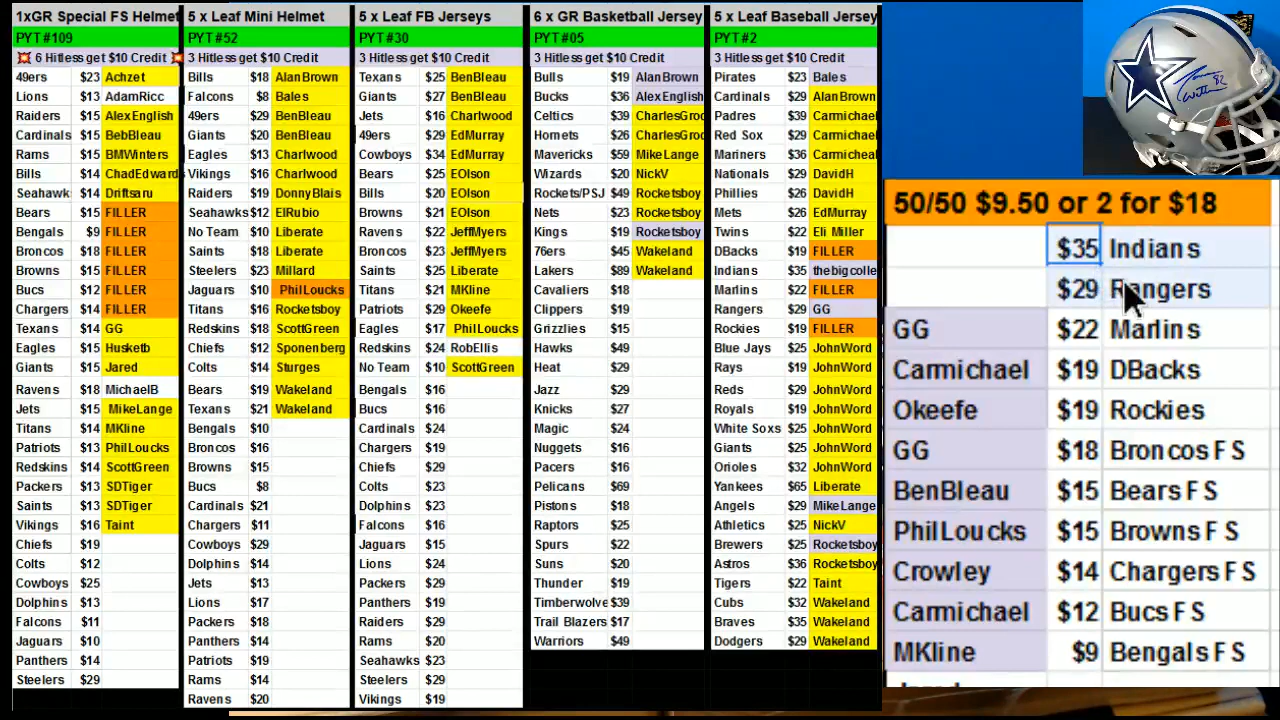 1xGR Special FS Helmet
PYT #109
💥 6 Hitless get $10 Credit 💥
49ers $23 Achzet
Lions $13 AdamRicc
Raiders $15 AlexEnglish
Cardinals $15 BebBleau
Rams $15 BMWinters
Bills $14 ChadEdwards
Seahawk $14 Driftsaru
Bears $15 FILLER
Bengals $9 FILLER
Broncos $18 FILLER
Browns $15 FILLER
Bucs $12 FILLER
Chargers $14 FILLER
Texans $14 GG
Eagles $15 Husketb
Giants $15 Jared
Ravens $18 MichaelB
Jets $15 MikeLange
Titans $14 MKline
Patriots $13 PhilLoucks
Redskins $14 ScottGreen
Packers $13 SDTiger
Saints $13 SDTiger
Vikings $16 Taint
Chiefs $19
Colts $12
Cowboys $25
Dolphins $13
Falcons $11
Jaguars $10
Panthers $14
Steelers $29
5 x Leaf Mini Helmet
PYT #52
3 Hitless get $10 Credit
Bills $18 AlanBrown
Falcons $8 Bales
49ers $29 BenBleau
Giants $20 BenBleau
Eagles $13 Charlwood
Vikings $16 Charlwood
Raiders $19 DonnyBlais
Seahawks $12 ElRubio
No Team $10 Liberate
Saints $18 Liberate
Steelers $23 Millard
Jaguars $10 PhilLoucks
Titans $16 Rocketsboy
Redskins $18 ScottGreen
Chiefs $12 Sponenberg
Colts $14 Sturges
Bears $19 Wakeland
Texans $21 Wakeland
Bengals $10
Broncos $16
Browns $15
Bucs $8
Cardinals $21
Chargers $11
Cowboys $29
Dolphins $14
Jets $13
Lions $17
Packers $18
Panthers $14
Patriots $19
Rams $14
Ravens $20
5 x Leaf FB Jerseys
PYT #30
3 Hitless get $10 Credit
Texans $25 BenBleau
Giants $27 BenBleau
Jets $16 Charlwood
49ers $29 EdMurray
Cowboys $34 EdMurray
Bears $25 EOlson
Bills $20 EOlson
Browns $21 EOlson
Ravens $22 JeffMyers
Broncos $23 JeffMyers
Saints $25 Liberate
Titans $21 MKline
Patriots $29 Okeefe
Eagles $17 PhilLoucks
Redskins $24 RobEllis
No Team $10 ScottGreen
Bengals $16
Bucs $16
Cardinals $24
Chargers $19
Chiefs $29
Colts $23
Dolphins $23
Falcons $16
Jaguars $15
Lions $24
Packers $29
Panthers $19
Raiders $29
Rams $20
Seahawks $23
Steelers $29
Vikings $19
6 x GR Basketball Jersey
PYT #05
3 Hitless get $10 Credit
Bulls $19 AlanBrown
Bucks $36 AlexEnglish
Celtics $39 CharlesGroc
Hornets $26 CharlesGroc
Mavericks $59 MikeLange
Wizards $20 NickV
Rockets/PSJ $49 Rocketsboy
Nets $23 Rocketsboy
Kings $19 Rocketsboy
76ers $45 Wakeland
Lakers $89 Wakeland
Cavaliers $18
Clippers $19
Grizzlies $15
Hawks $49
Heat $29
Jazz $29
Knicks $27
Magic $24
Nuggets $16
Pacers $16
Pelicans $69
Pistons $18
Raptors $25
Spurs $22
Suns $20
Thunder $19
Timberwolve $39
Trail Blazers $17
Warriors $49
5 x Leaf Baseball Jersey
PYT #2
3 Hitless get $10 Credit
Pirates $23 Bales
Cardinals $29 AlanBrown
Padres $39 Carmichael
Red Sox $29 Carmichael
Mariners $36 Carmicheal
Nationals $29 DavidH
Phillies $26 DavidH
Mets $26 EdMurray
Twins $22 Eli Miller
DBacks $19 FILLER
Indians $35 thebigcolle
Marlins $22 FILLER
Rangers $29 GG
Rockies $19 FILLER
Blue Jays $25 JohnWord
Rays $19 JohnWord
Reds $29 JohnWord
Royals $19 JohnWord
White Soxs $25 JohnWord
Giants $25 JohnWord
Orioles $32 JohnWord
Yankees $65 Liberate
Angels $29 MikeLange
Athletics $25 NickV
Brewers $25 Rocketsboy
Astros $36 Rocketsboy
Tigers $22 Taint
Cubs $32 Wakeland
Braves $35 Wakeland
Dodgers $29 Wakeland
50/50 $9.50 or 2 for $18
$35 Indians
$29 Rangers
GG $22 Marlins
Carmichael $19 DBacks
Okeefe $19 Rockies
GG $18 Broncos FS
BenBleau $15 Bears FS
PhilLoucks $15 Browns FS
Crowley $14 Chargers FS
Carmichael $12 Bucs FS
MKline $9 Bengals FS